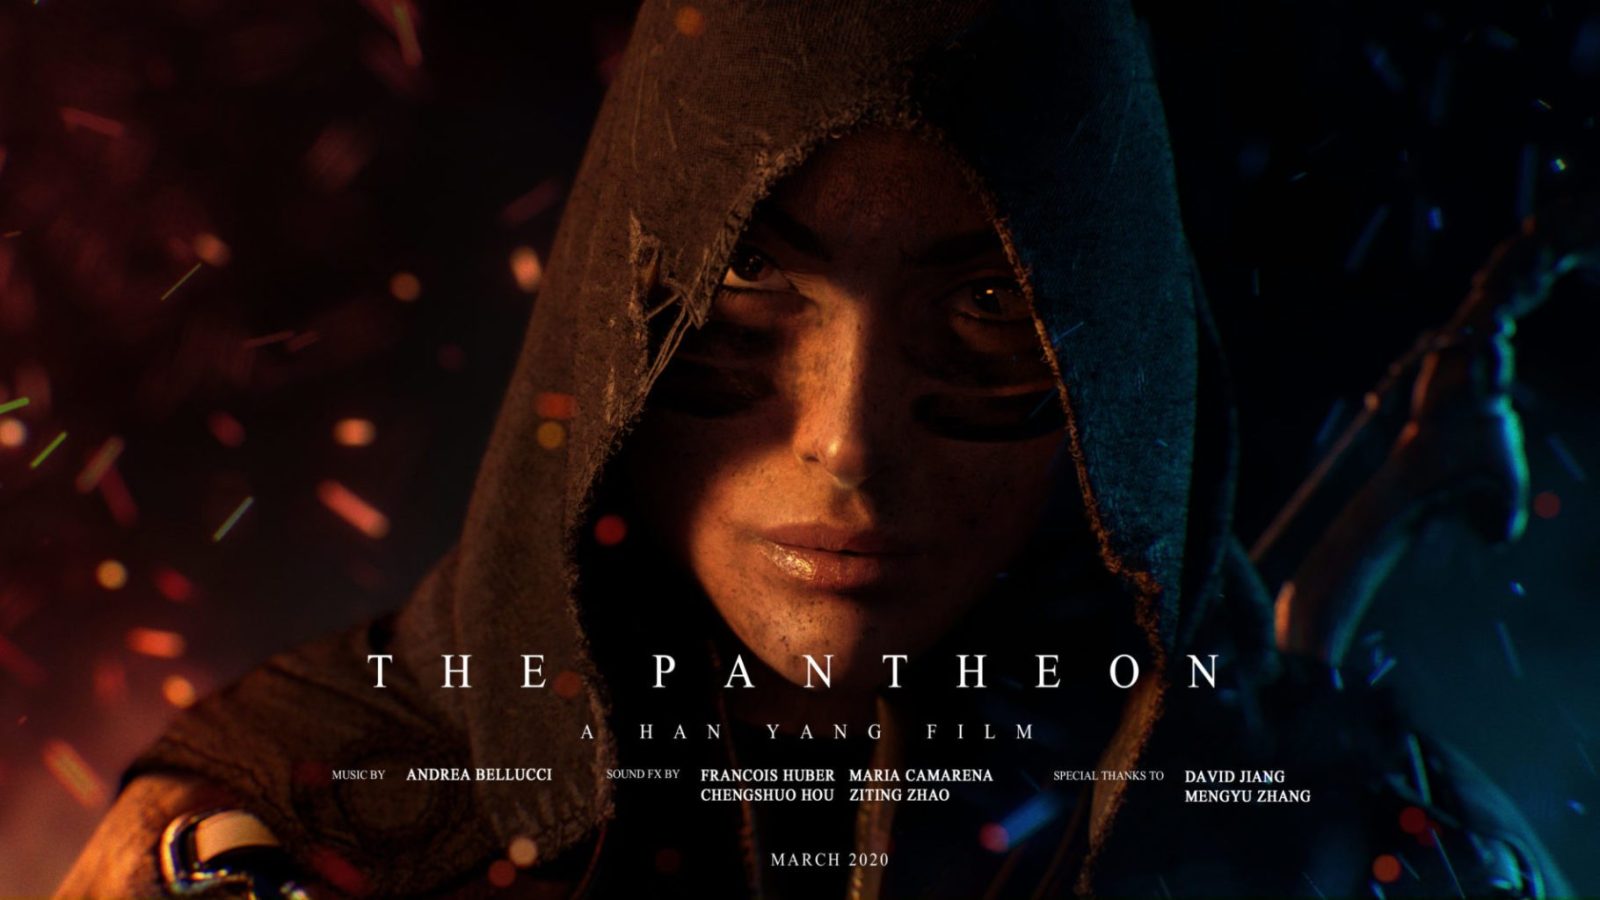 THE PANTHEON
A HAN YANG FILM
MUSIC BY ANDREA BELLUCCI
SOUND FX BY FRANCOIS HUBER MARIA CAMARENA
CHENGSHUO HOU ZITING ZHAO
SPECIAL THANKS TO DAVID JIANG
MENGYU ZHANG
MARCH 2020